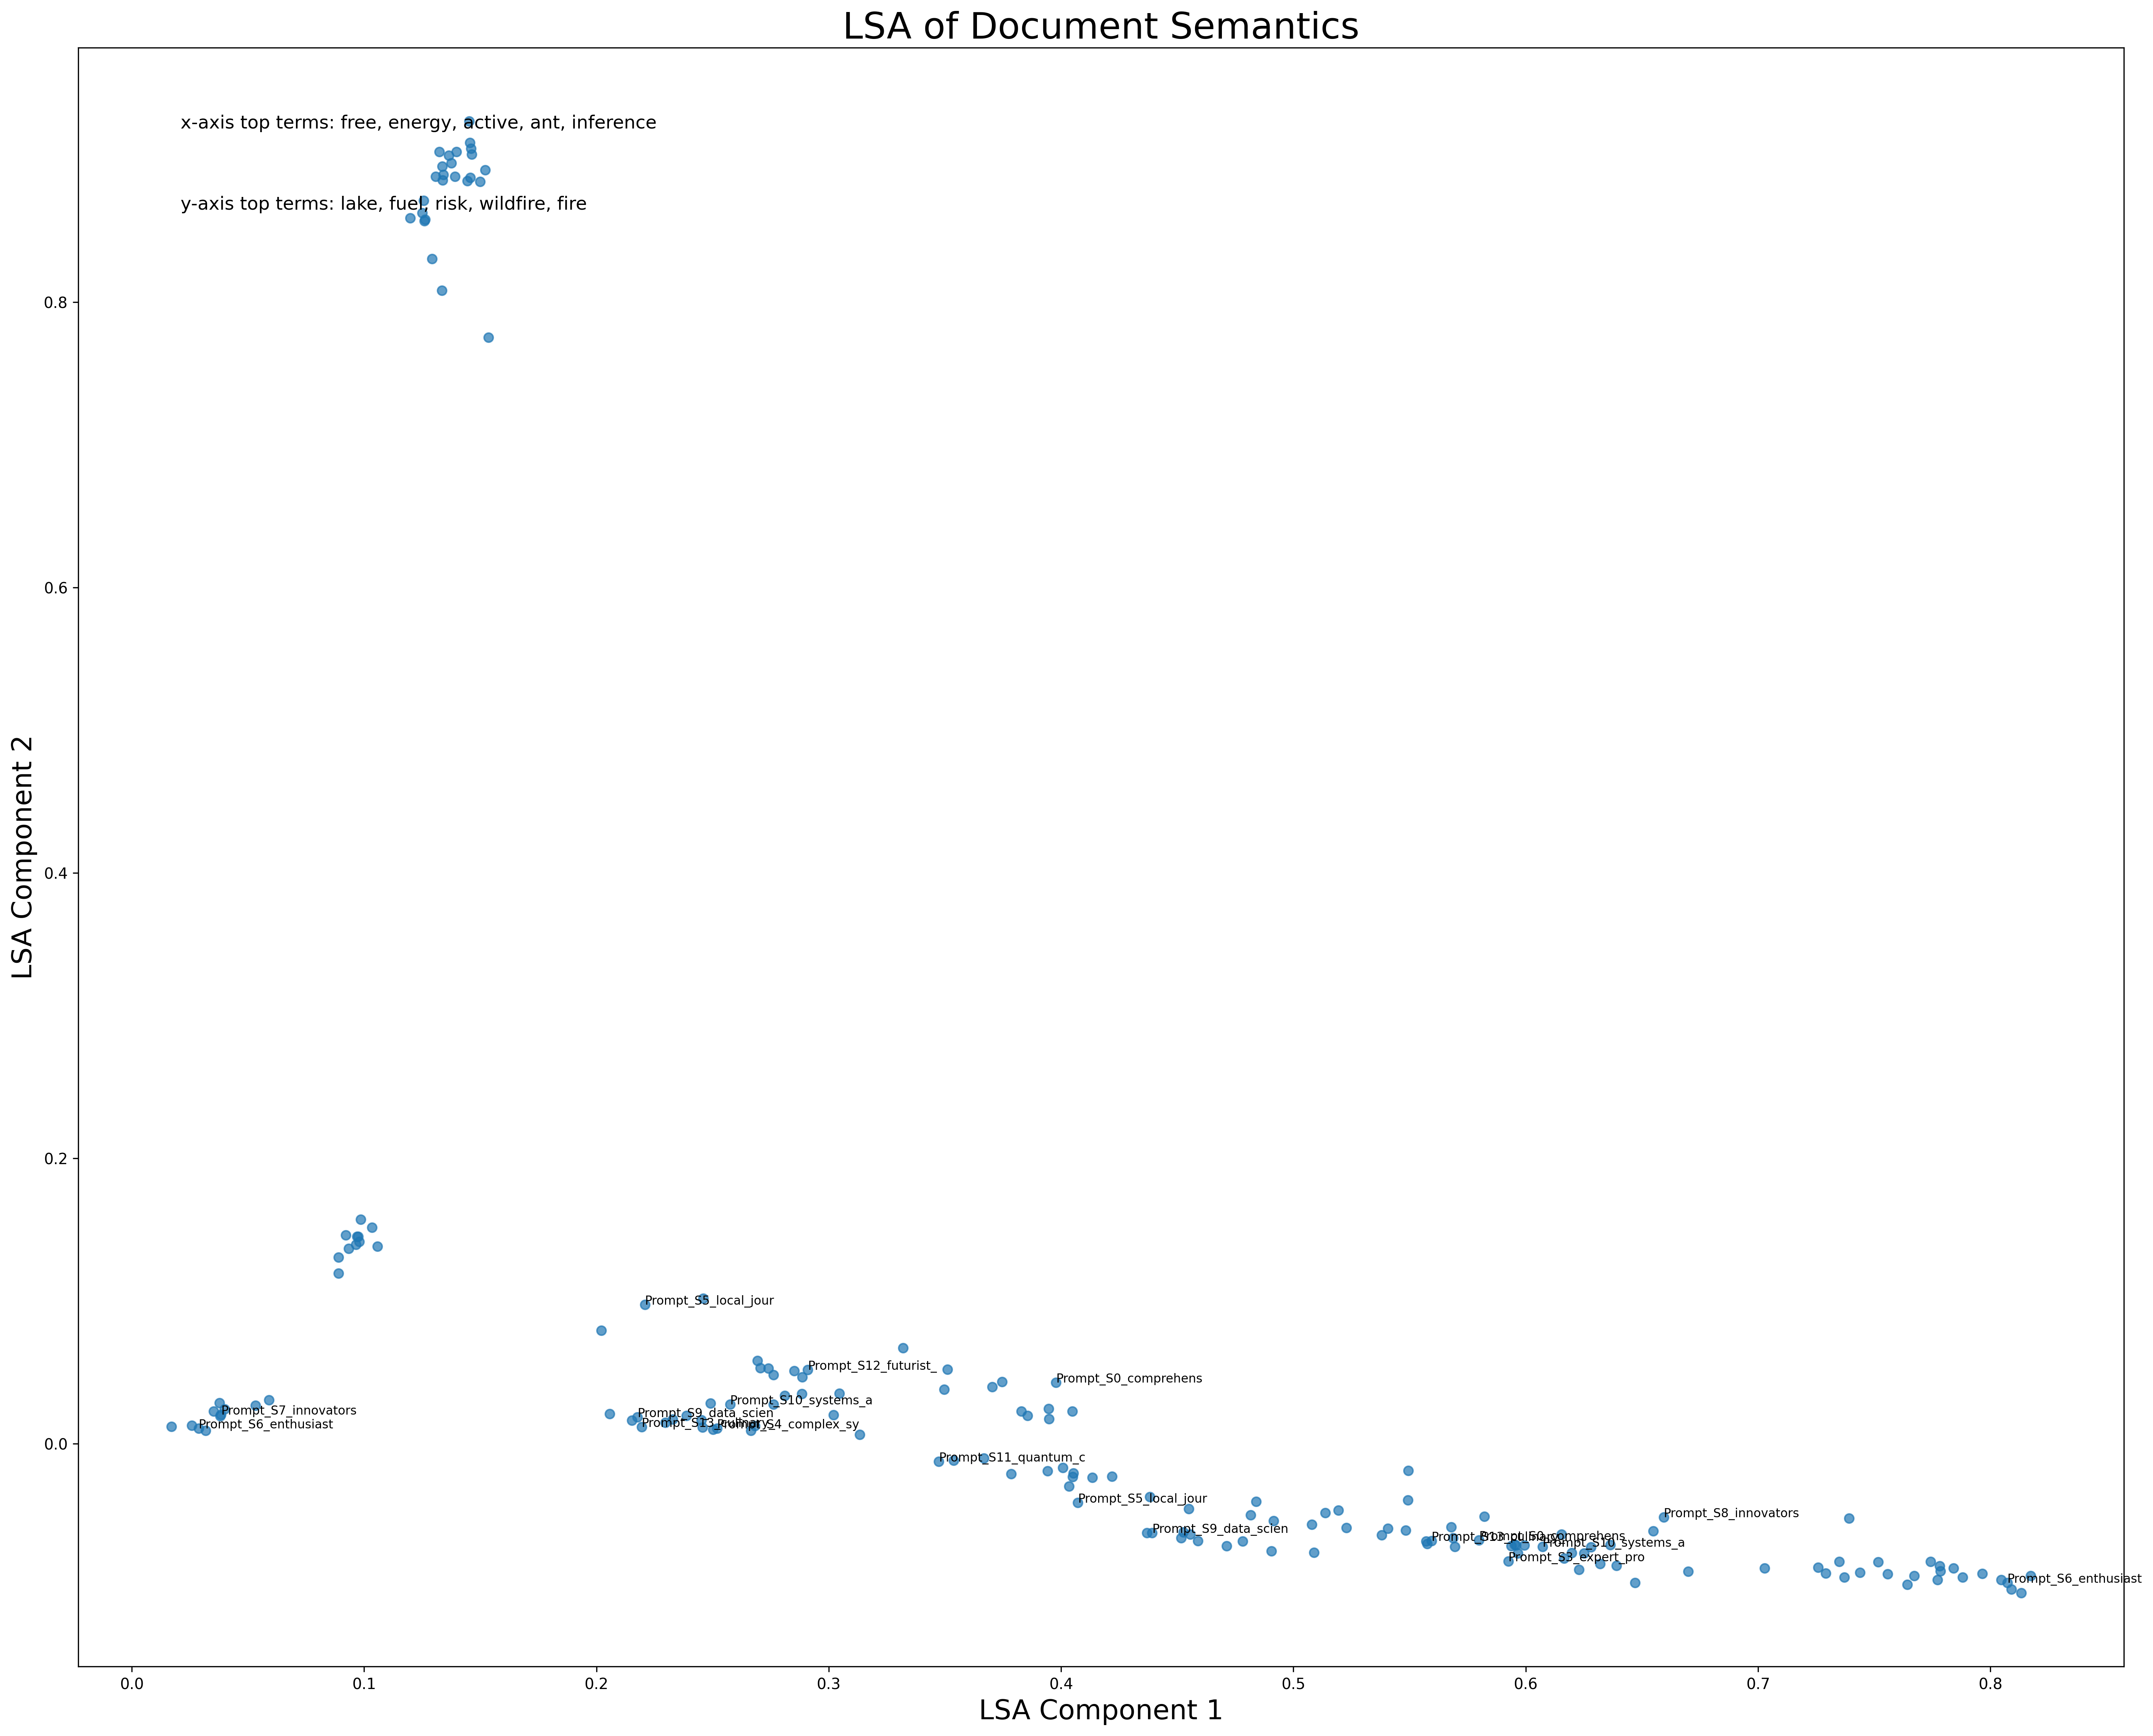 LSA of Document Semantics
x-axis top terms: free, energy, active, ant, inference
y-axis top terms: lake, fuel, risk, wildfire, fire
LSA Component 2
0.8
0.6
0.4
0.2
0.0
Prompt_S5_local_jour
Prompt_S12_futurist_
Prompt_S0_comprehens
Prompt_S10_systems_a
Prompt_S7_innovators
Prompt_S9_data_scien
Prompt_S6_enthusiast
Prompt_S13_culinary_
Prompt_S4_complex_sy
Prompt_S11_quantum_c
Prompt_S5_local_jour
Prompt_S8_innovators
Prompt_S9_data_scien
Prompt_S13_culinary_
Prompt_S0_comprehens
Prompt_S10_systems_a
Prompt_S3_expert_pro
Prompt_S6_enthusiast
0.0 0.1 0.2 0.3 0.4 0.5 0.6 0.7 0.8
LSA Component 1